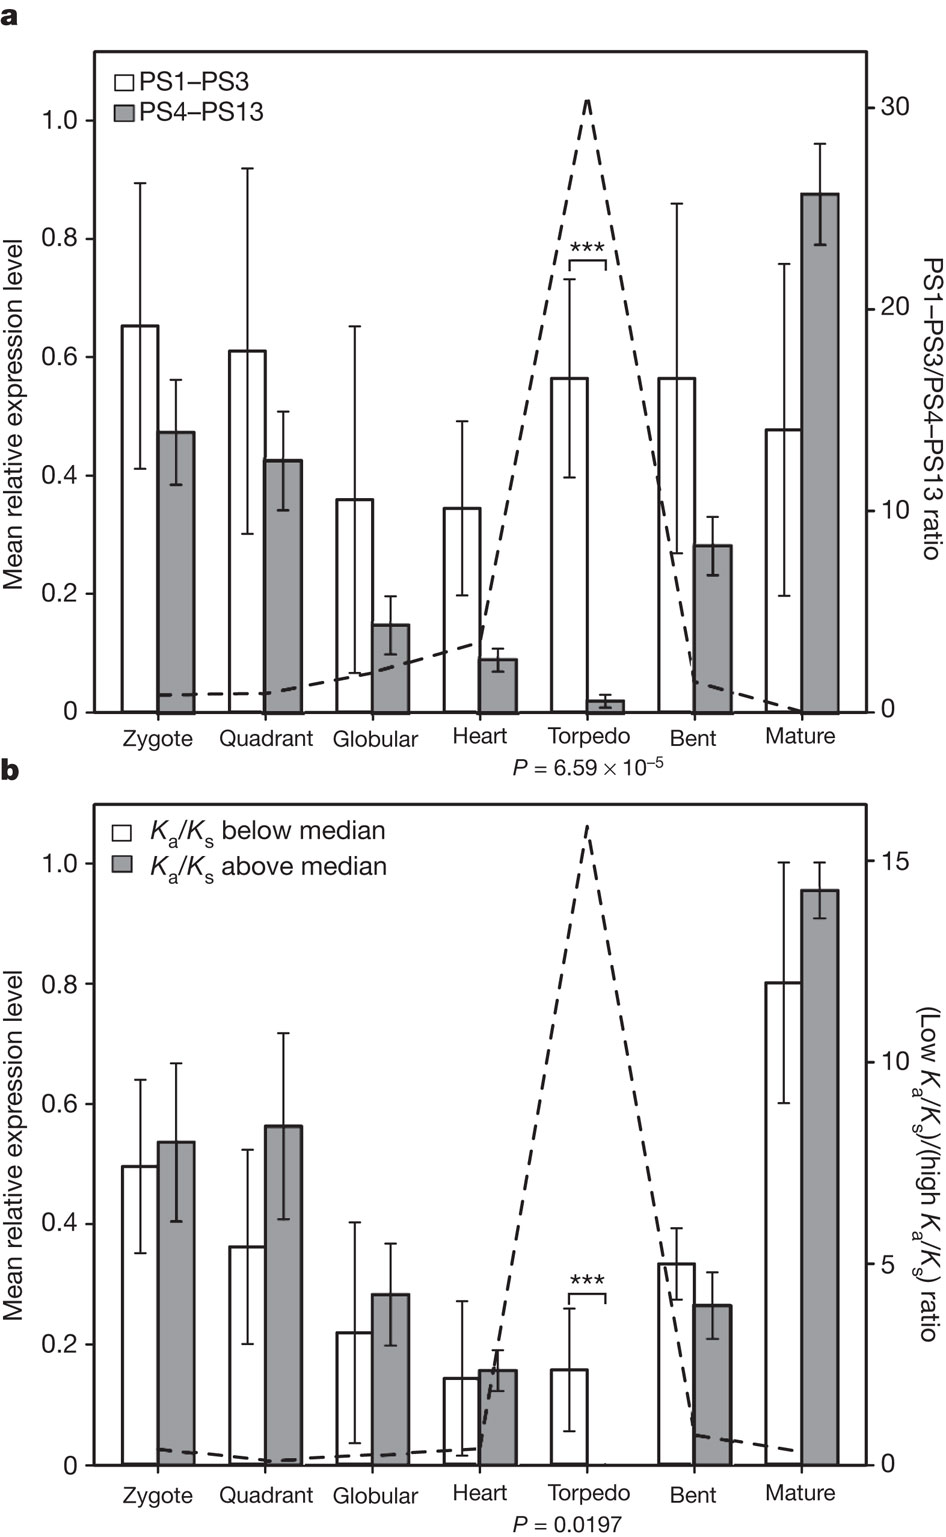 a
PS1–PS3
PS4–PS13
Mean relative expression level
1.0
0.8
0.6
0.4
0.2
0
PS1–PS3/PS4–PS13 ratio
30
20
10
0
***
Zygote Quadrant Globular Heart Torpedo Bent Mature
P = 6.59 × 10–5
b
Ka/Ks below median
Ka/Ks above median
Mean relative expression level
1.0
0.8
0.6
0.4
0.2
0
(Low Ka/Ks)/(high Ka/Ks) ratio
15
10
5
0
***
Zygote Quadrant Globular Heart Torpedo Bent Mature
P = 0.0197